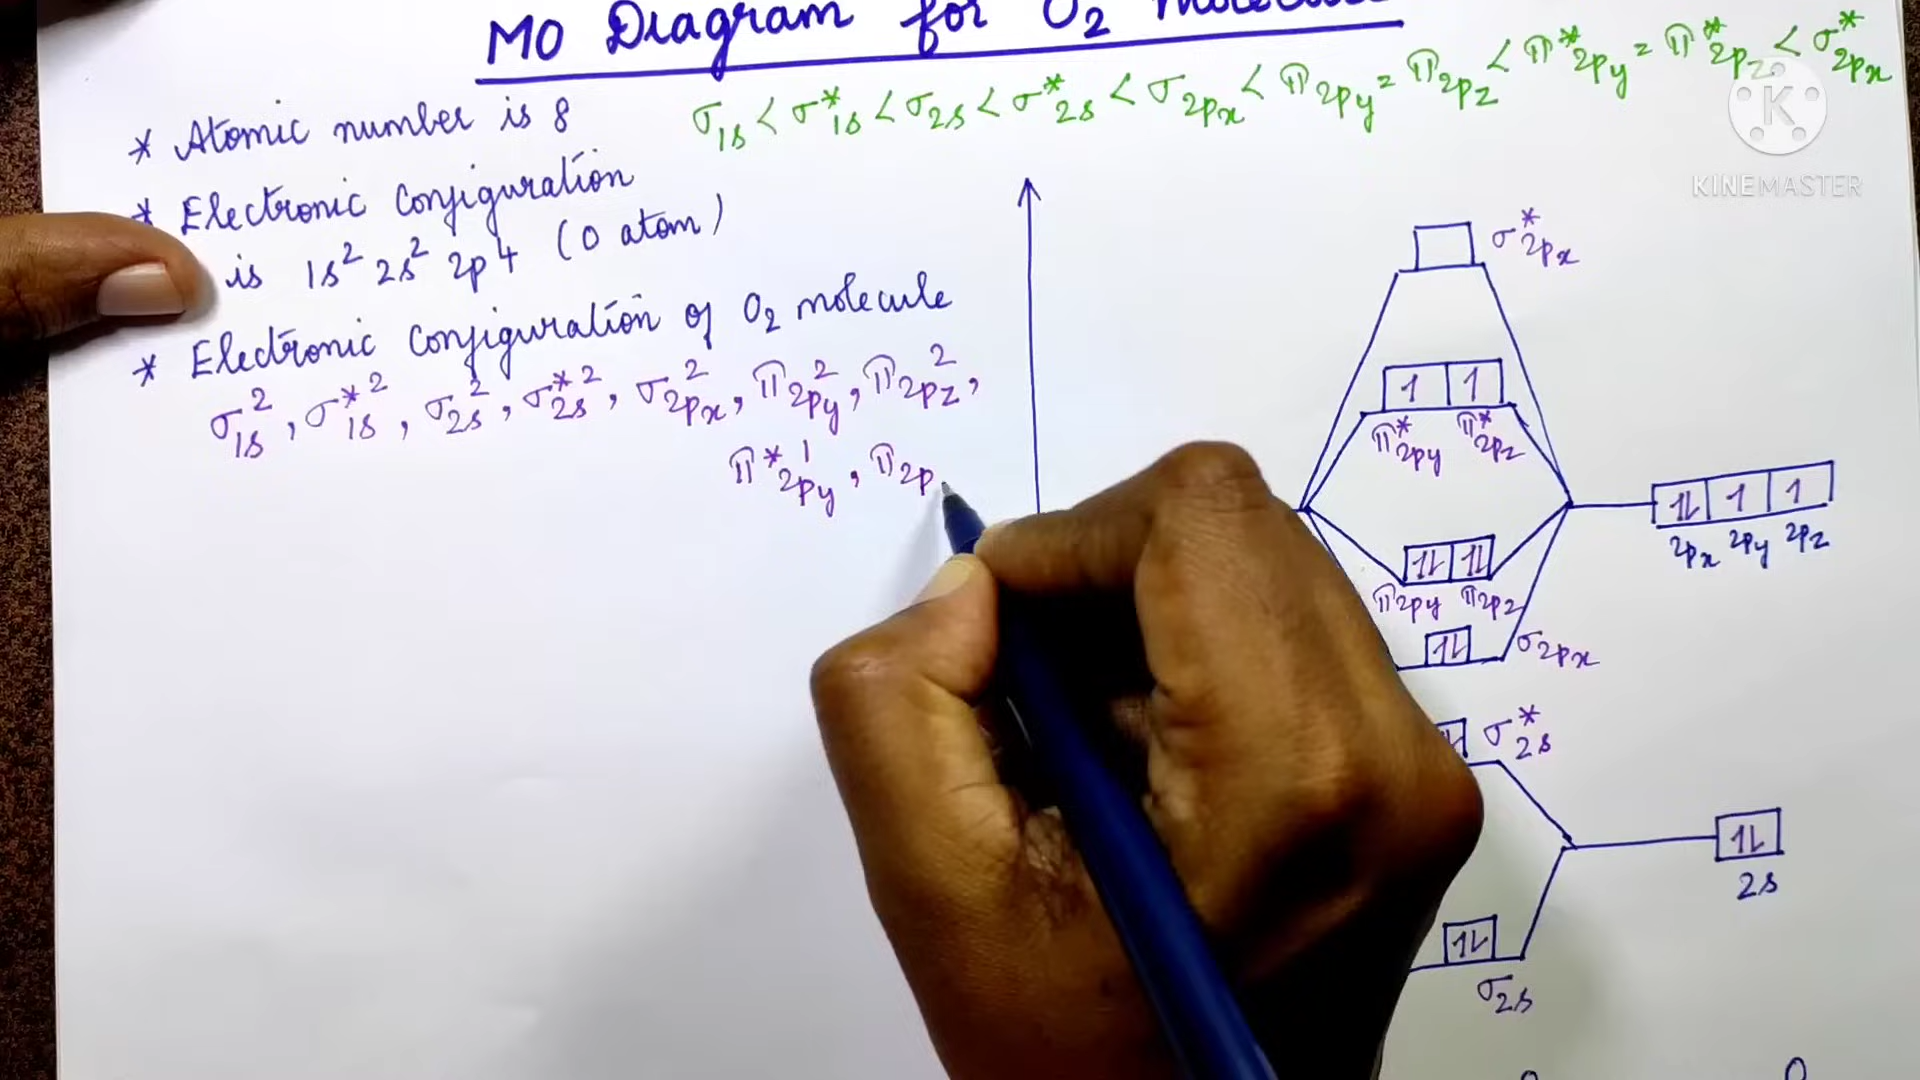 MO Diagram for O₂ Molecule
σ1s < σ*1s < σ2s < σ*2s < σ2px < π2py = π2pz < π*2py = π*2pz < σ*2px
* Atomic number is 8
* Electronic configuration
is 1s² 2s² 2p⁴ (O atom)
* Electronic configuration of O₂ molecule
σ1s², σ*1s², σ2s², σ*2s², σ2px², π2py², π2pz²,
π*2py¹, π2p
KINEMASTER
σ*2px
1 1
π*2py π*2pz
1L 1 1
2px 2py 2pz
1L 1L
π2py π2pz
1L σ2px
σ*2s
1L
2s
1L
σ2s